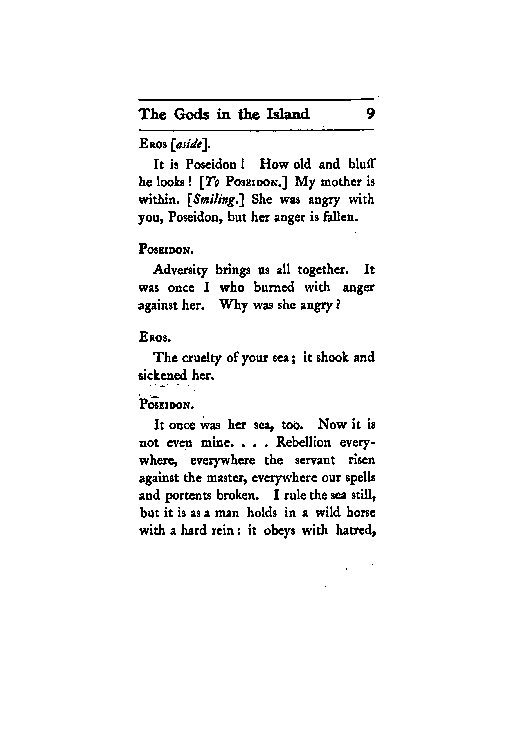 The Gods in the Island 9
EROS [aside].
It is Poseidon! How old and bluff
he looks! [To POSEIDON.] My mother is
within. [Smiling.] She was angry with
you, Poseidon, but her anger is fallen.
POSEIDON.
Adversity brings us all together. It
was once I who burned with anger
against her. Why was she angry?
EROS.
The cruelty of your sea; it shook and
sickened her.
POSEIDON.
It once was her sea, too. Now it is
not even mine. . . . Rebellion every-
where, everywhere the servant risen
against the master, everywhere our spells
and portents broken. I rule the sea still,
but it is as a man holds in a wild horse
with a hard rein: it obeys with hatred,